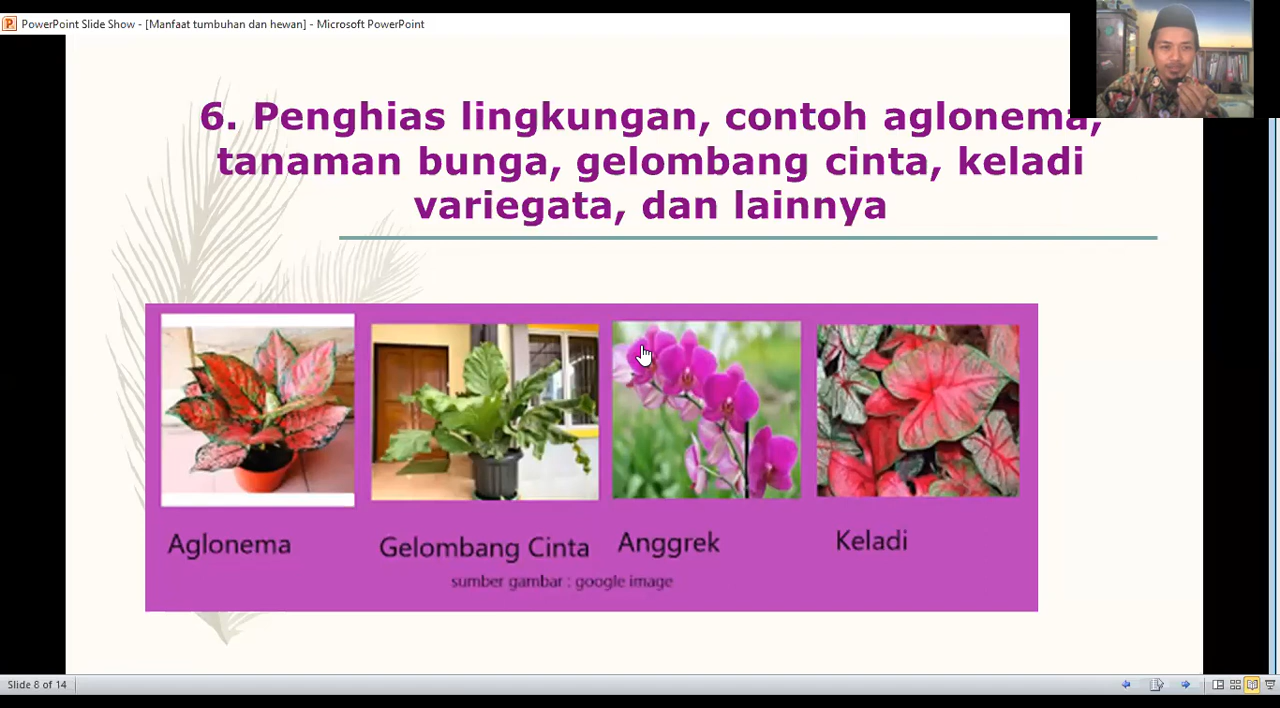 PowerPoint Slide Show - [Manfaat tumbuhan dan hewan] - Microsoft PowerPoint
6. Penghias lingkungan, contoh aglonema,
tanaman bunga, gelombang cinta, keladi
variegata, dan lainnya
Aglonema
Gelombang Cinta
Anggrek
Keladi
sumber gambar : google image
Slide 8 of 14